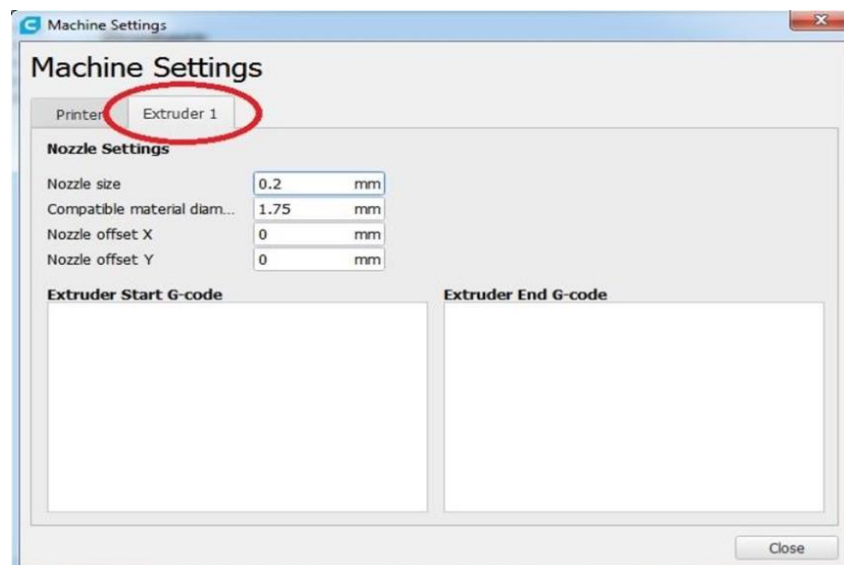 Machine Settings
Machine Settings
Printer
Extruder 1
Nozzle Settings
Nozzle size 0.2 mm
Compatible material diam... 1.75 mm
Nozzle offset X 0 mm
Nozzle offset Y 0 mm
Extruder Start G-code
Extruder End G-code
Close